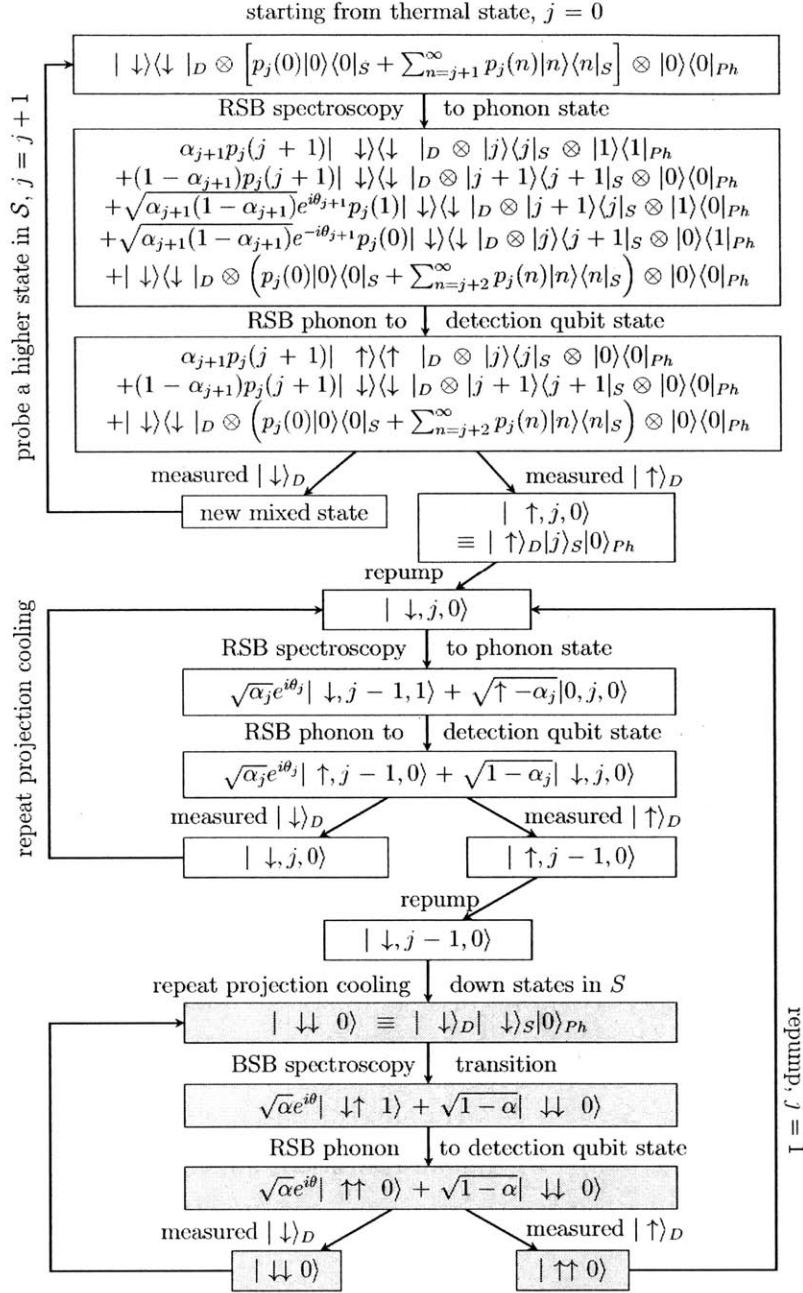 starting from thermal state, j = 0
| ↓⟩⟨↓ |_D ⊗ [p_j(0)|0⟩⟨0|_S + ∑_{n=j+1}^∞ p_j(n)|n⟩⟨n|_S] ⊗ |0⟩⟨0|_{Ph}
RSB spectroscopy to phonon state
α_{j+1}p_j(j + 1)| ↓⟩⟨↓ |_D ⊗ |j⟩⟨j|_S ⊗ |1⟩⟨1|_{Ph}
+(1 − α_{j+1})p_j(j + 1)| ↓⟩⟨↓ |_D ⊗ |j + 1⟩⟨j + 1|_S ⊗ |0⟩⟨0|_{Ph}
+√(α_{j+1}(1 − α_{j+1}))e^{iθ_{j+1}}p_j(1)| ↓⟩⟨↓ |_D ⊗ |j + 1⟩⟨j|_S ⊗ |1⟩⟨0|_{Ph}
+√(α_{j+1}(1 − α_{j+1}))e^{−iθ_{j+1}}p_j(0)| ↓⟩⟨↓ |_D ⊗ |j⟩⟨j + 1|_S ⊗ |0⟩⟨1|_{Ph}
+| ↓⟩⟨↓ |_D ⊗ (p_j(0)|0⟩⟨0|_S + ∑_{n=j+2}^∞ p_j(n)|n⟩⟨n|_S) ⊗ |0⟩⟨0|_{Ph}
RSB phonon to detection qubit state
α_{j+1}p_j(j + 1)| ↑⟩⟨↑ |_D ⊗ |j⟩⟨j|_S ⊗ |0⟩⟨0|_{Ph}
+(1 − α_{j+1})p_j(j + 1)| ↓⟩⟨↓ |_D ⊗ |j + 1⟩⟨j + 1|_S ⊗ |0⟩⟨0|_{Ph}
+| ↓⟩⟨↓ |_D ⊗ (p_j(0)|0⟩⟨0|_S + ∑_{n=j+2}^∞ p_j(n)|n⟩⟨n|_S) ⊗ |0⟩⟨0|_{Ph}
probe a higher state in S, j = j + 1
measured | ↓⟩_D
measured | ↑⟩_D
new mixed state
| ↑, j, 0⟩
≡ | ↑⟩_D|j⟩_S|0⟩_{Ph}
repump
| ↓, j, 0⟩
RSB spectroscopy to phonon state
√α_j e^{iθ_j}| ↓, j − 1, 1⟩ + √(↑ −α_j)|0, j, 0⟩
RSB phonon to detection qubit state
√α_j e^{iθ_j}| ↑, j − 1, 0⟩ + √(1 − α_j)| ↓, j, 0⟩
repeat projection cooling
measured | ↓⟩_D
measured | ↑⟩_D
| ↓, j, 0⟩
| ↑, j − 1, 0⟩
repump
| ↓, j − 1, 0⟩
repeat projection cooling down states in S
| ↓↓ 0⟩ ≡ | ↓⟩_D| ↓⟩_S|0⟩_{Ph}
BSB spectroscopy transition
√α e^{iθ}| ↓↑ 1⟩ + √(1 − α)| ↓↓ 0⟩
RSB phonon to detection qubit state
√α e^{iθ}| ↑↑ 0⟩ + √(1 − α)| ↓↓ 0⟩
measured | ↓⟩_D
measured | ↑⟩_D
| ↓↓ 0⟩
| ↑↑ 0⟩
repump, j = 1